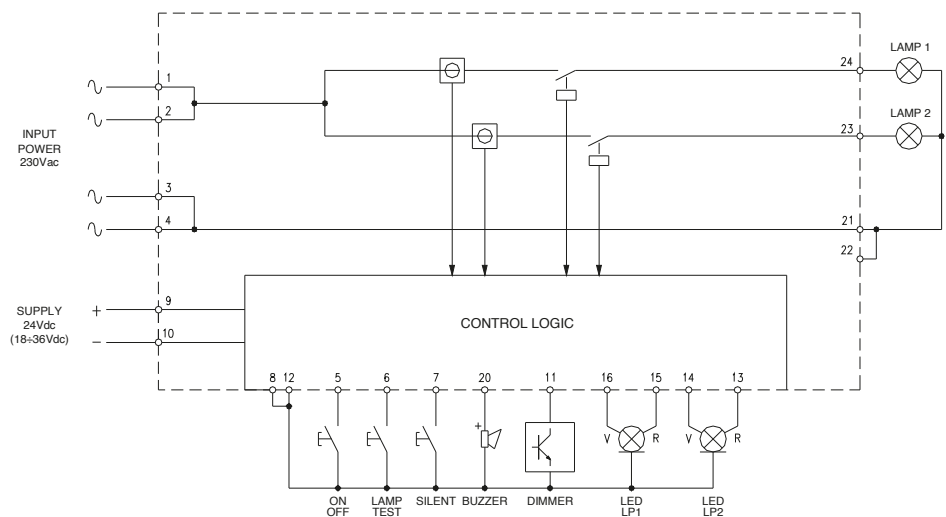 LAMP 1
24
1
2
LAMP 2
23
INPUT
POWER
230Vac
3
4
21
22
SUPPLY
24Vdc
(18÷36Vdc)
+
9
−
10
CONTROL LOGIC
8 12 5 6 7 20 11 16 15 14 13
+
V R V R
ON
OFF
LAMP
TEST
SILENT
BUZZER
DIMMER
LED
LP1
LED
LP2